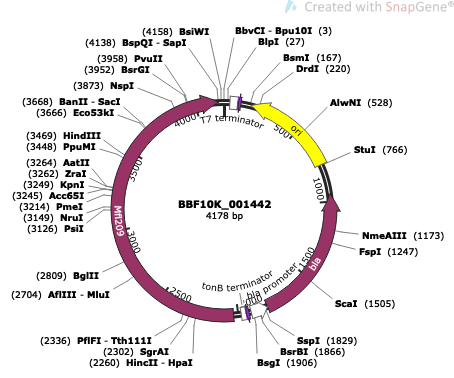 Created with SnapGene®
(4158) BsiWI
(4138) BspQI - SapI
(3958) PvuII
(3952) BsrGI
(3873) NspI
(3668) BanII - SacI
(3666) Eco53kI
(3469) HindIII
(3448) PpuMI
(3264) AatII
(3262) ZraI
(3249) KpnI
(3245) Acc65I
(3214) PmeI
(3149) NruI
(3126) PsiI
(2809) BglII
(2704) AflIII - MluI
(2336) PflFI - Tth111I
(2302) SgrAI
(2260) HincII - HpaI
BbvCI - Bpu10I (3)
BlpI (27)
BsmI (167)
DrdI (220)
AlwNI (528)
StuI (766)
NmeAIII (1173)
FspI (1247)
ScaI (1505)
SspI (1829)
BsrBI (1866)
BsgI (1906)
T7 terminator
ori
bla
bla promoter
tonB terminator
500
1000
1500
2500
3000
3500
4000
BBF10K_001442
4178 bp